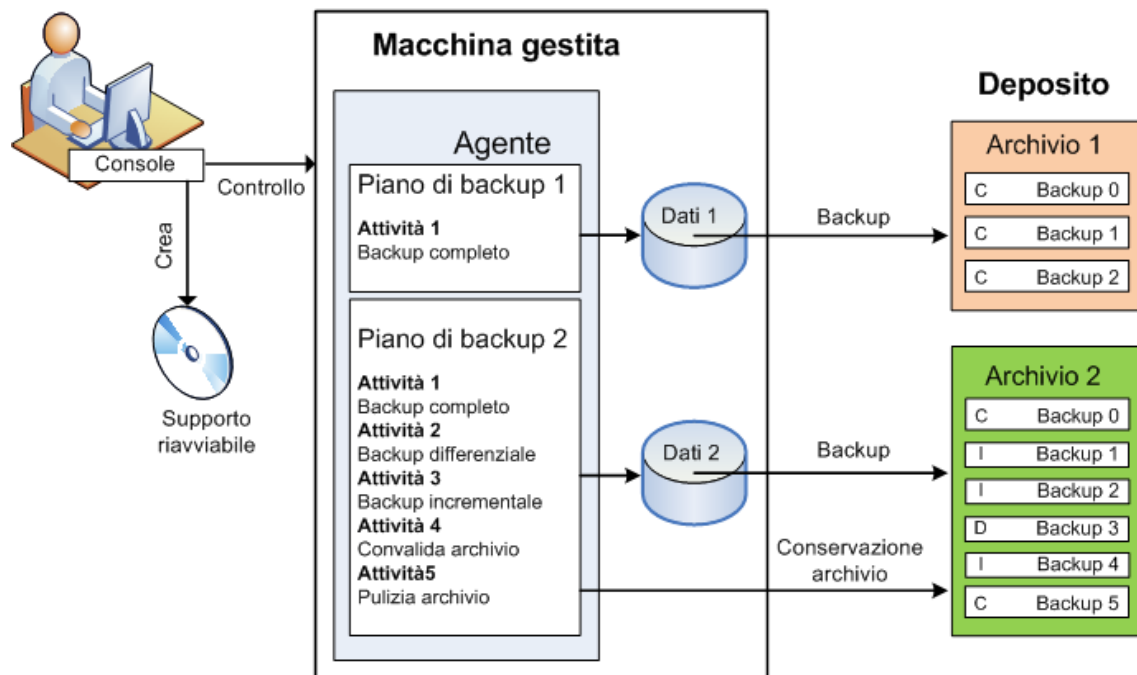 Macchina gestita
Deposito
Console
Controllo
Crea
Supporto
riavviabile
Agente
Piano di backup 1
Attività 1
Backup completo
Piano di backup 2
Attività 1
Backup completo
Attività 2
Backup differenziale
Attività 3
Backup incrementale
Attività 4
Convalida archivio
Attività5
Pulizia archivio
Dati 1
Backup
Dati 2
Backup
Conservazione
archivio
Archivio 1
C Backup 0
C Backup 1
C Backup 2
Archivio 2
C Backup 0
I Backup 1
I Backup 2
D Backup 3
I Backup 4
C Backup 5